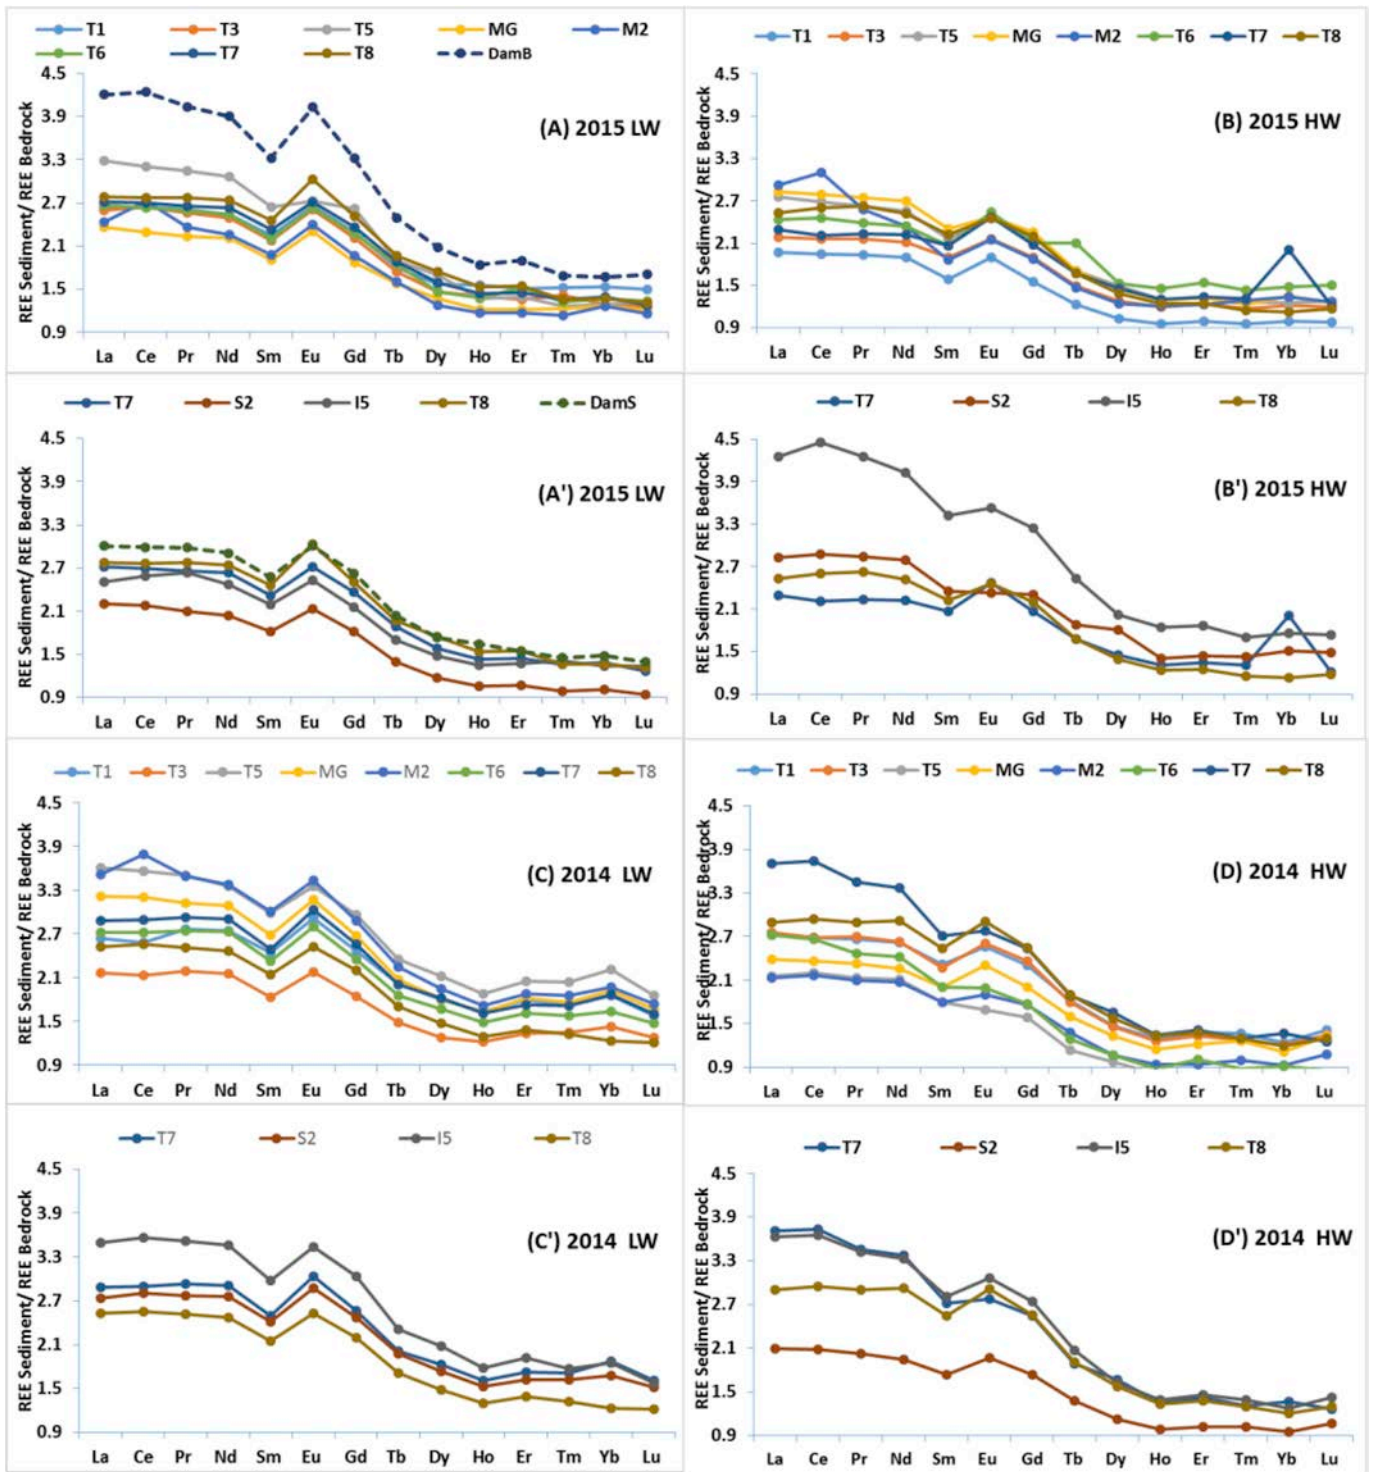 T1 T3 T5 MG M2
T6 T7 T8 DamB
REE Sediment/ REE Bedrock
4.5
3.9
3.3
2.7
2.1
1.5
0.9
(A) 2015 LW
La Ce Pr Nd Sm Eu Gd Tb Dy Ho Er Tm Yb Lu
T1 T3 T5 MG M2 T6 T7 T8
REE Sediment/ REE Bedrock
4.5
3.9
3.3
2.7
2.1
1.5
0.9
(B) 2015 HW
La Ce Pr Nd Sm Eu Gd Tb Dy Ho Er Tm Yb Lu
T7 S2 I5 T8 DamS
REE Sediment/ REE Bedrock
4.5
3.9
3.3
2.7
2.1
1.5
0.9
(A') 2015 LW
La Ce Pr Nd Sm Eu Gd Tb Dy Ho Er Tm Yb Lu
T7 S2 I5 T8
REE Sediment/ REE Bedrock
4.5
3.9
3.3
2.7
2.1
1.5
0.9
(B') 2015 HW
La Ce Pr Nd Sm Eu Gd Tb Dy Ho Er Tm Yb Lu
T1 T3 T5 MG M2 T6 T7 T8
REE Sediment/ REE Bedrock
4.5
3.9
3.3
2.7
2.1
1.5
0.9
(C) 2014 LW
La Ce Pr Nd Sm Eu Gd Tb Dy Ho Er Tm Yb Lu
T1 T3 T5 MG M2 T6 T7 T8
REE Sediment/ REE Bedrock
4.5
3.9
3.3
2.7
2.1
1.5
0.9
(D) 2014 HW
La Ce Pr Nd Sm Eu Gd Tb Dy Ho Er Tm Yb Lu
T7 S2 I5 T8
REE Sediment/ REE Bedrock
4.5
3.9
3.3
2.7
2.1
1.5
0.9
(C') 2014 LW
La Ce Pr Nd Sm Eu Gd Tb Dy Ho Er Tm Yb Lu
T7 S2 I5 T8
REE Sediment/ REE Bedrock
4.5
3.9
3.3
2.7
2.1
1.5
0.9
(D') 2014 HW
La Ce Pr Nd Sm Eu Gd Tb Dy Ho Er Tm Yb Lu